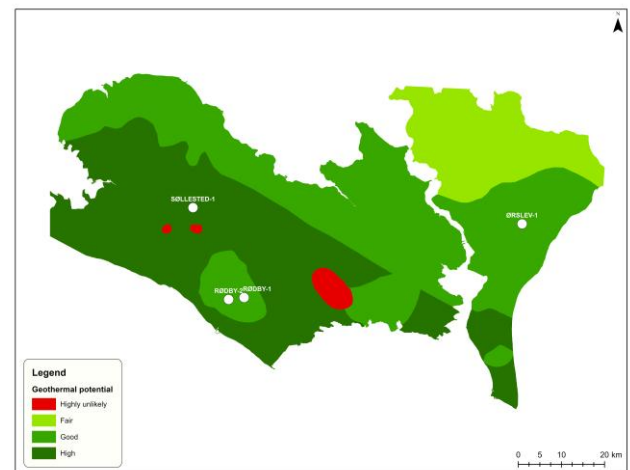 N
SØLLESTED-1
ØRSLEV-1
RØDBY-2 RØDBY-1
Legend
Geothermal potential
Highly unlikely
Fair
Good
High
0 5 10 20 km